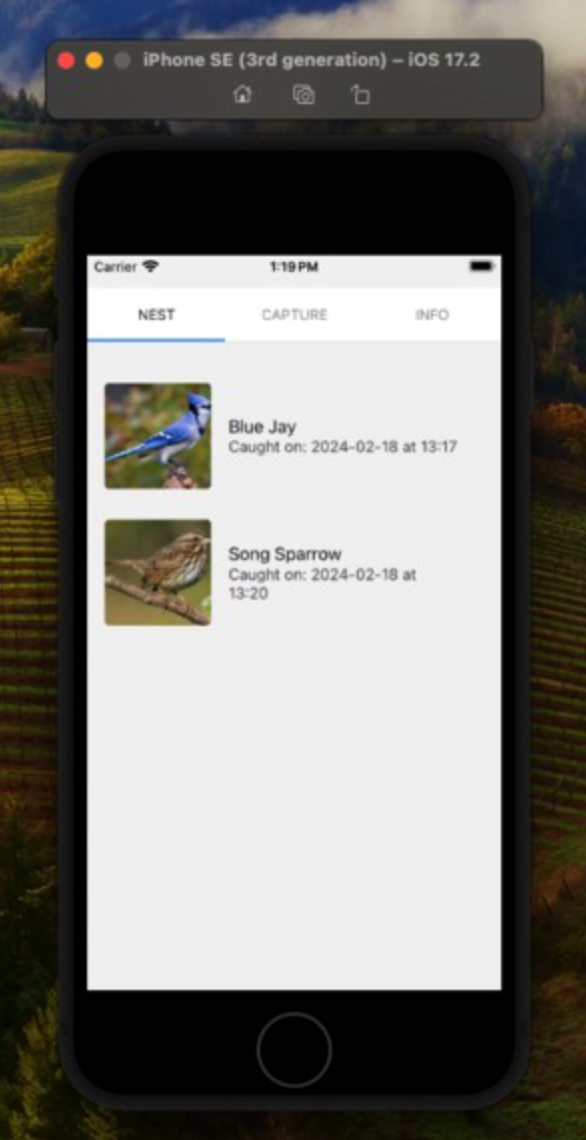 iPhone SE (3rd generation) – iOS 17.2
Carrier 1:19 PM
NEST CAPTURE INFO
Blue Jay
Caught on: 2024-02-18 at 13:17
Song Sparrow
Caught on: 2024-02-18 at
13:20